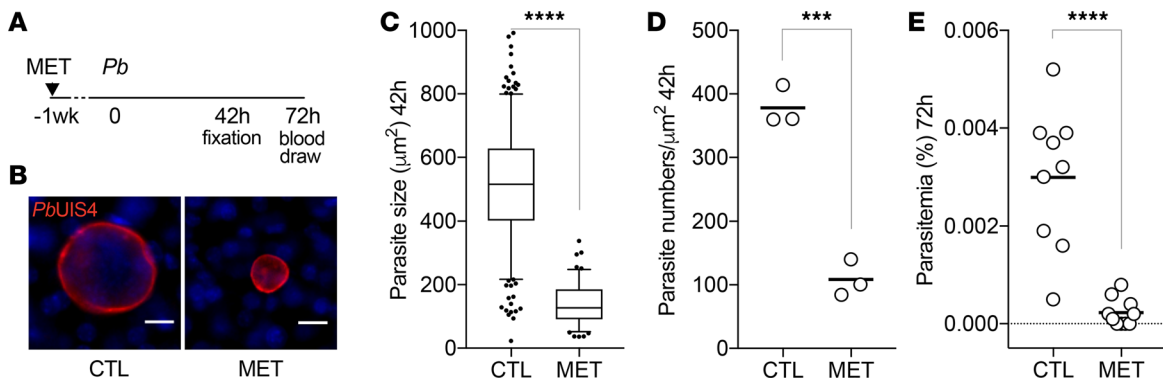 A
MET
Pb
-1wk
0
42h
fixation
72h
blood
draw
B
PbUIS4
CTL
MET
C
Parasite size (μm²) 42h
1000
800
600
400
200
0
****
CTL
MET
D
Parasite numbers/μm² 42h
500
400
300
200
100
0
***
CTL
MET
E
Parasitemia (%) 72h
0.006
0.004
0.002
0.000
****
CTL
MET